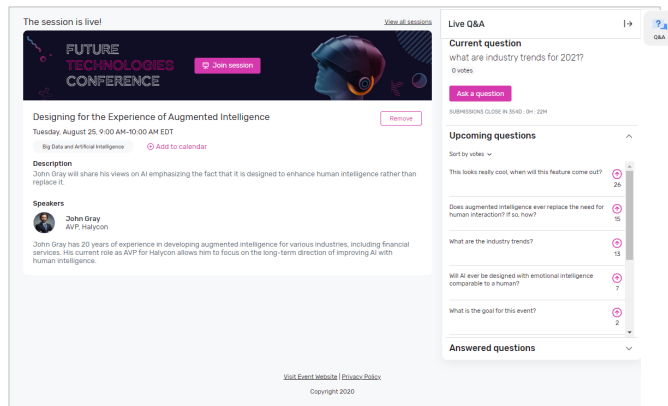 The session is live!
View all sessions
FUTURE
TECHNOLOGIES
CONFERENCE
Join session
Designing for the Experience of Augmented Intelligence
Remove
Tuesday, August 25, 9:00 AM-10:00 AM EDT
Big Data and Artificial Intelligence
Add to calendar
Description
John Gray will share his views on AI emphasizing the fact that it is designed to enhance human intelligence rather than
replace it.
Speakers
John Gray
AVP, Halycon
John Gray has 20 years of experience in developing augmented intelligence for various industries, including financial
services. His current role as AVP for Halycon allows him to focus on the long-term direction of improving AI with
human intelligence.
Visit Event Website | Privacy Policy
Copyright 2020
Live Q&A
Q&A
Current question
what are industry trends for 2021?
0 votes
Ask a question
SUBMISSIONS CLOSE IN 354D : 0H : 22M
Upcoming questions
Sort by votes
This looks really cool, when will this feature come out?
26
Does augmented intelligence ever replace the need for
human interaction? If so, how?
15
What are the industry trends?
13
Will AI ever be designed with emotional intelligence
comparable to a human?
7
What is the goal for this event?
2
Answered questions